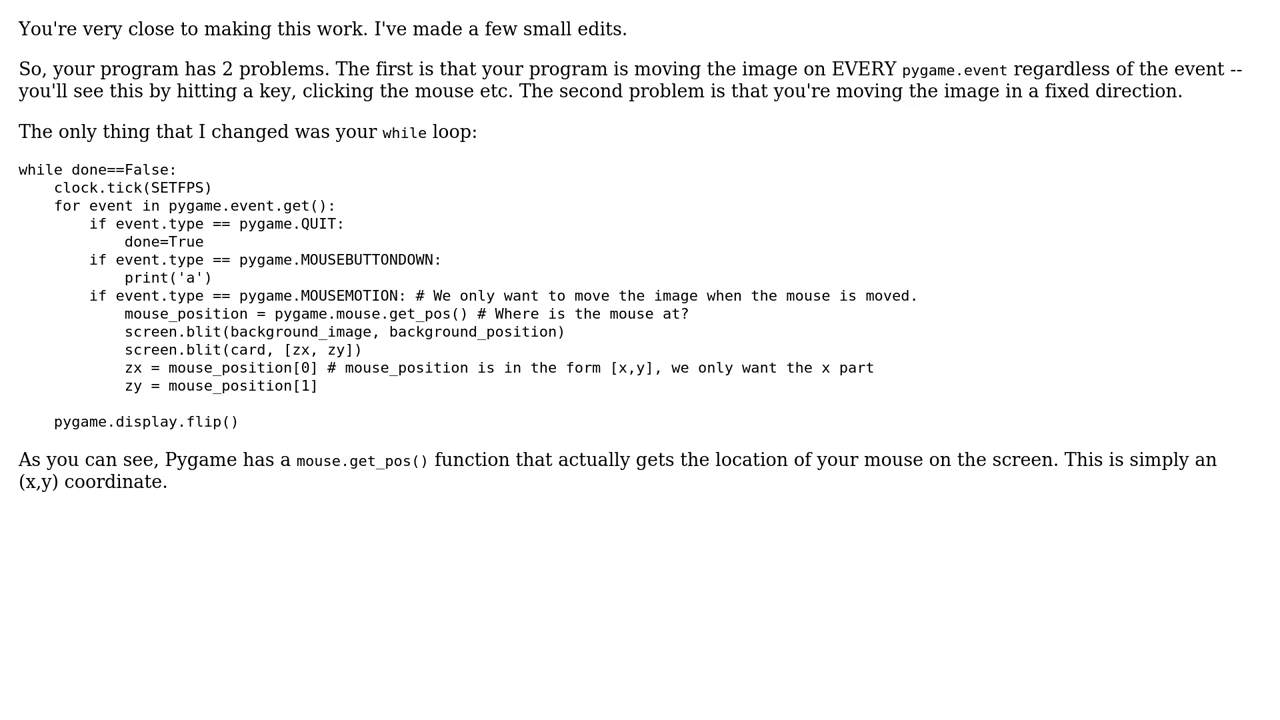 You're very close to making this work. I've made a few small edits.
So, your program has 2 problems. The first is that your program is moving the image on EVERY pygame.event regardless of the event --
you'll see this by hitting a key, clicking the mouse etc. The second problem is that you're moving the image in a fixed direction.
The only thing that I changed was your while loop:
while done==False:
    clock.tick(SETFPS)
    for event in pygame.event.get():
        if event.type == pygame.QUIT:
            done=True
        if event.type == pygame.MOUSEBUTTONDOWN:
            print('a')
        if event.type == pygame.MOUSEMOTION: # We only want to move the image when the mouse is moved.
            mouse_position = pygame.mouse.get_pos() # Where is the mouse at?
            screen.blit(background_image, background_position)
            screen.blit(card, [zx, zy])
            zx = mouse_position[0] # mouse_position is in the form [x,y], we only want the x part
            zy = mouse_position[1]
    pygame.display.flip()
As you can see, Pygame has a mouse.get_pos() function that actually gets the location of your mouse on the screen. This is simply an
(x,y) coordinate.